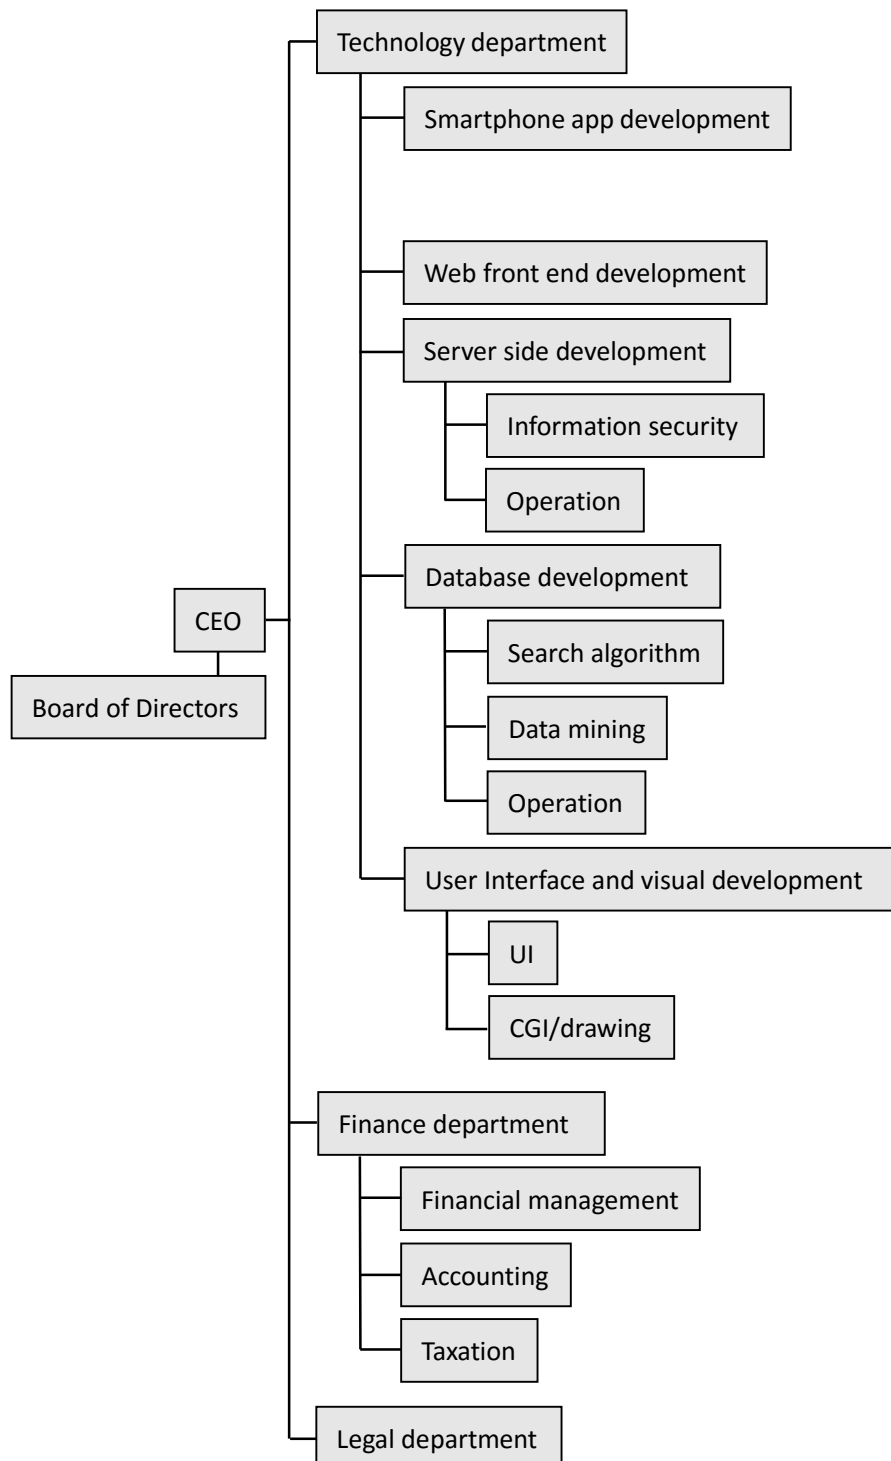 Technology department
Smartphone app development
Web front end development
Server side development
Information security
Operation
Database development
CEO
Search algorithm
Board of Directors
Data mining
Operation
User Interface and visual development
UI
CGI/drawing
Finance department
Financial management
Accounting
Taxation
Legal department